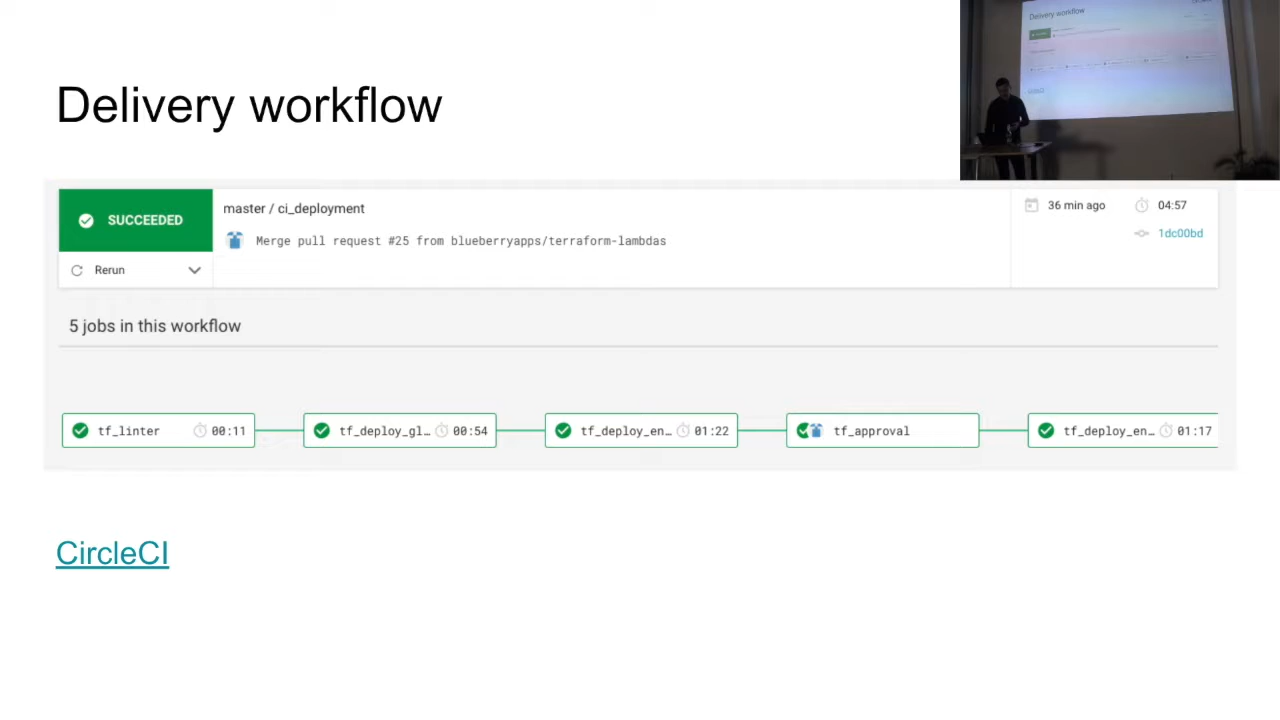 Delivery workflow
Delivery workflow
SUCCEEDED
master / ci_deployment
36 min ago
04:57
Merge pull request #25 from blueberryapps/terraform-lambdas
1dc00bd
Rerun
5 jobs in this workflow
tf_linter 00:11
tf_deploy_gl… 00:54
tf_deploy_en… 01:22
tf_approval
tf_deploy_en… 01:17
CircleCI